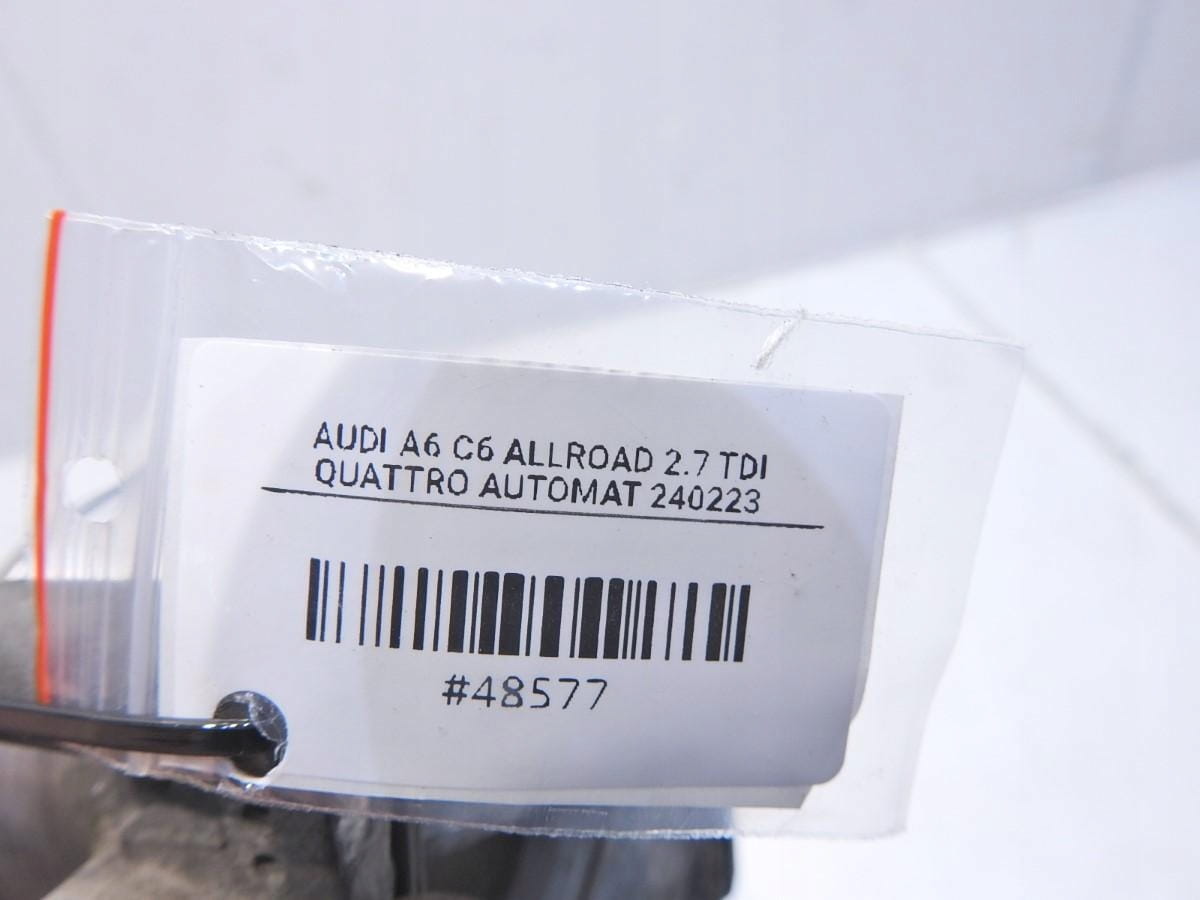 AUDI A6 C6 ALLROAD 2.7 TDI
QUATTRO AUTOMAT 240223
#48577